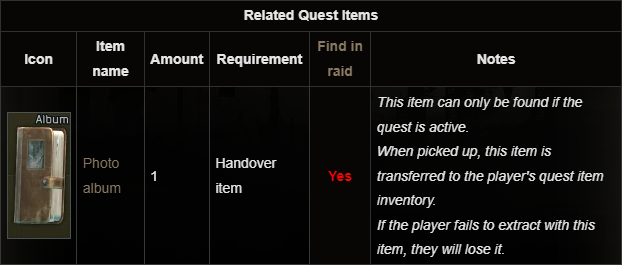 Related Quest Items
Icon
Item
name
Amount
Requirement
Find in
raid
Notes
Album
Photo
album
1
Handover
item
Yes
This item can only be found if the
quest is active.
When picked up, this item is
transferred to the player's quest item
inventory.
If the player fails to extract with this
item, they will lose it.